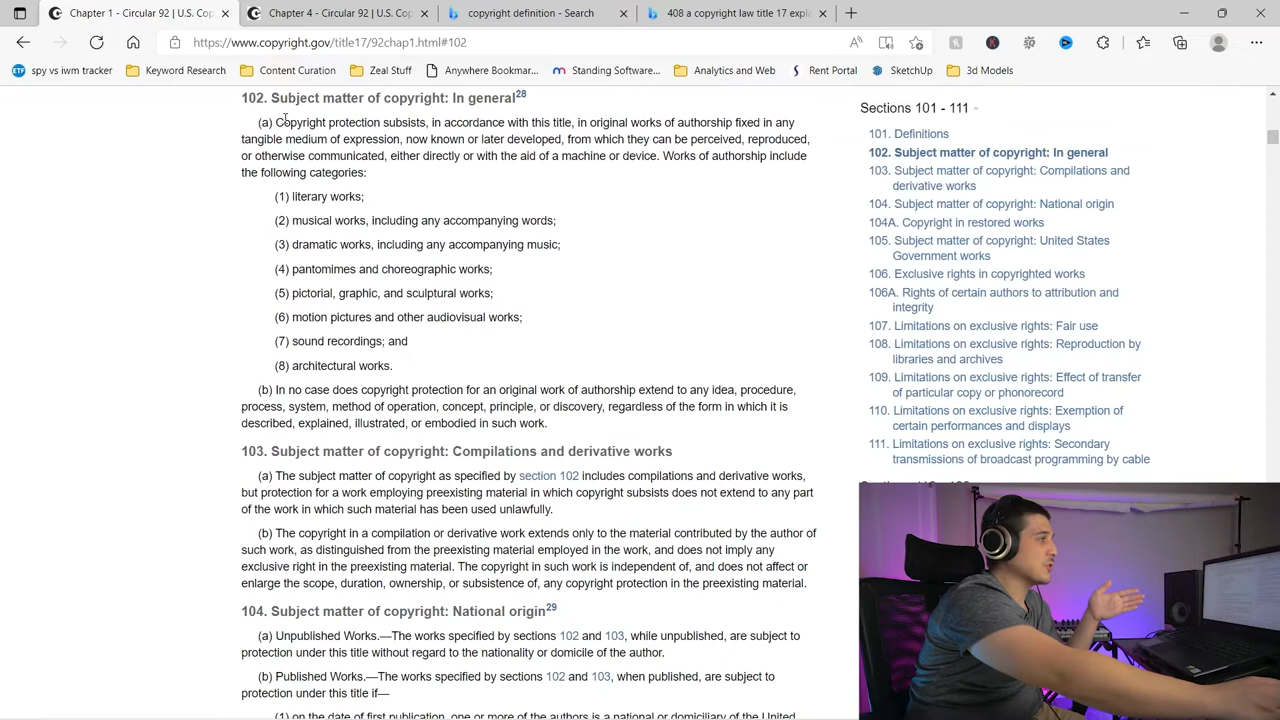 Chapter 1 - Circular 92 | U.S. Cop
Chapter 4 - Circular 92 | U.S. Cop
copyright definition - Search
408 a copyright law title 17 expla
https://www.copyright.gov/title17/92chap1.html#102
spy vs iwm tracker
Keyword Research
Content Curation
Zeal Stuff
Anywhere Bookmar...
Standing Software...
Analytics and Web
Rent Portal
SketchUp
3d Models
102. Subject matter of copyright: In general28
(a) Copyright protection subsists, in accordance with this title, in original works of authorship fixed in any
tangible medium of expression, now known or later developed, from which they can be perceived, reproduced,
or otherwise communicated, either directly or with the aid of a machine or device. Works of authorship include
the following categories:
(1) literary works;
(2) musical works, including any accompanying words;
(3) dramatic works, including any accompanying music;
(4) pantomimes and choreographic works;
(5) pictorial, graphic, and sculptural works;
(6) motion pictures and other audiovisual works;
(7) sound recordings; and
(8) architectural works.
(b) In no case does copyright protection for an original work of authorship extend to any idea, procedure,
process, system, method of operation, concept, principle, or discovery, regardless of the form in which it is
described, explained, illustrated, or embodied in such work.
103. Subject matter of copyright: Compilations and derivative works
(a) The subject matter of copyright as specified by section 102 includes compilations and derivative works,
but protection for a work employing preexisting material in which copyright subsists does not extend to any part
of the work in which such material has been used unlawfully.
(b) The copyright in a compilation or derivative work extends only to the material contributed by the author of
such work, as distinguished from the preexisting material employed in the work, and does not imply any
exclusive right in the preexisting material. The copyright in such work is independent of, and does not affect or
enlarge the scope, duration, ownership, or subsistence of, any copyright protection in the preexisting material.
104. Subject matter of copyright: National origin29
(a) Unpublished Works.—The works specified by sections 102 and 103, while unpublished, are subject to
protection under this title without regard to the nationality or domicile of the author.
(b) Published Works.—The works specified by sections 102 and 103, when published, are subject to
protection under this title if—
(1) on the date of first publication, one or more of the authors is a national or domiciliary of the United
Sections 101 - 111
101. Definitions
102. Subject matter of copyright: In general
103. Subject matter of copyright: Compilations and
derivative works
104. Subject matter of copyright: National origin
104A. Copyright in restored works
105. Subject matter of copyright: United States
Government works
106. Exclusive rights in copyrighted works
106A. Rights of certain authors to attribution and
integrity
107. Limitations on exclusive rights: Fair use
108. Limitations on exclusive rights: Reproduction by
libraries and archives
109. Limitations on exclusive rights: Effect of transfer
of particular copy or phonorecord
110. Limitations on exclusive rights: Exemption of
certain performances and displays
111. Limitations on exclusive rights: Secondary
transmissions of broadcast programming by cable